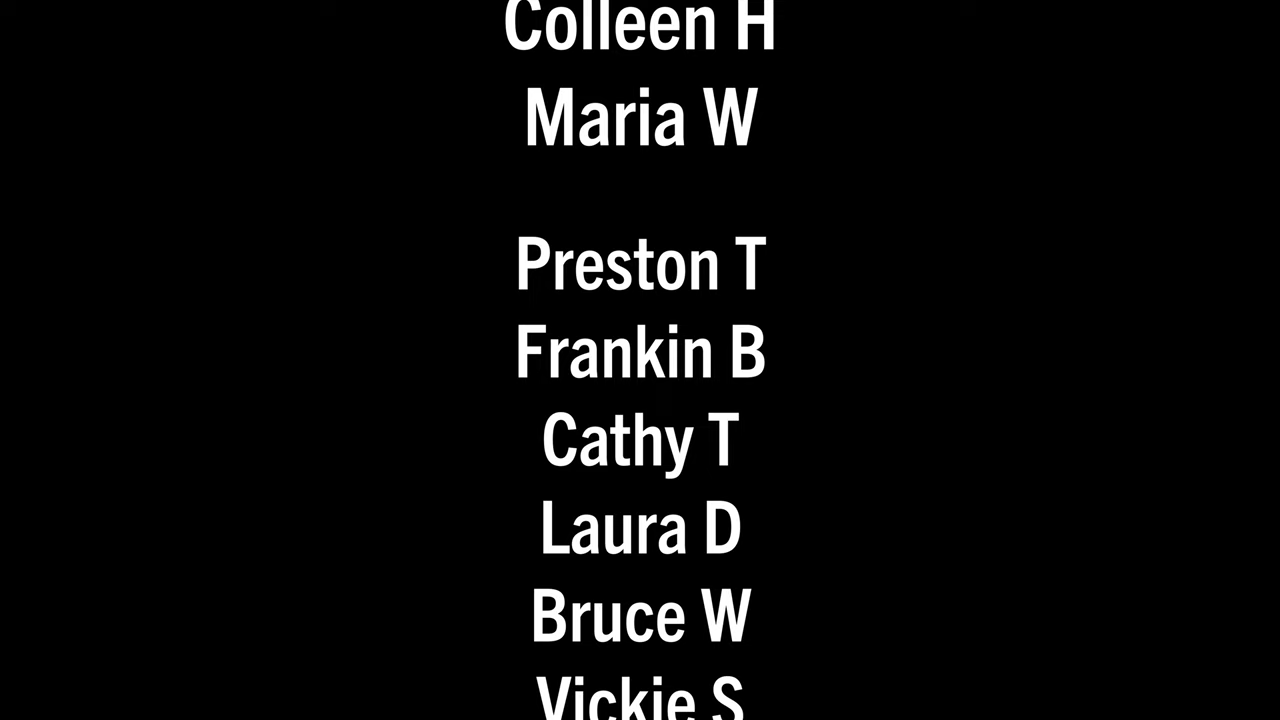 Colleen H
Maria W
Preston T
Frankin B
Cathy T
Laura D
Bruce W
Vickie S